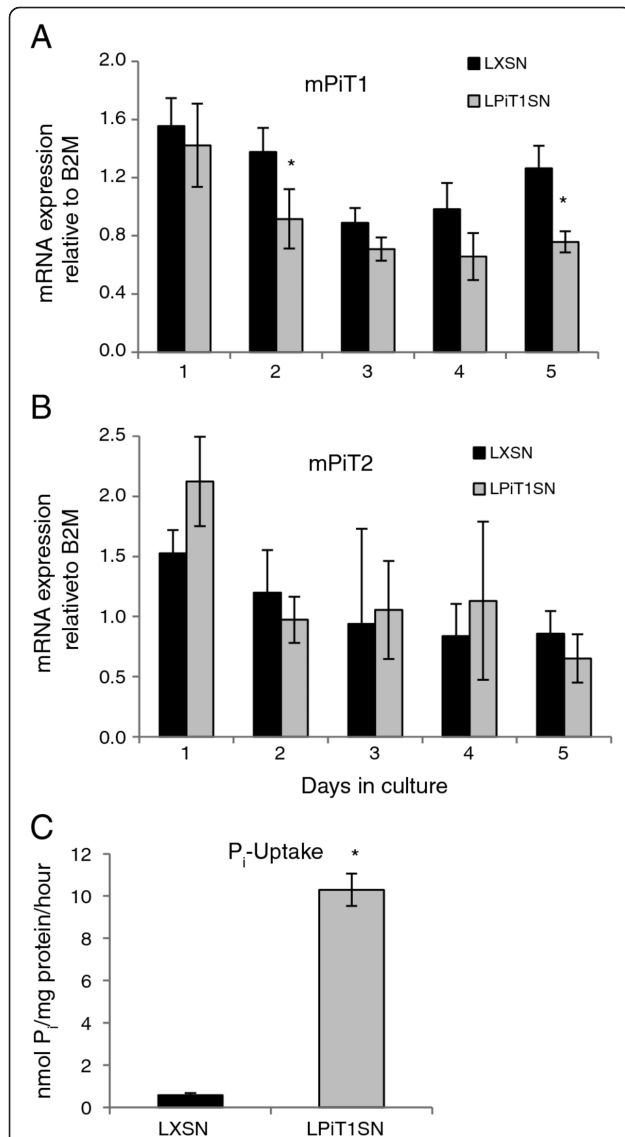 A
mPiT1
LXSN
LPiT1SN
mRNA expression
relative to B2M
2.0
1.6
1.2
0.8
0.4
0.0
*
*
1 2 3 4 5
B
mPiT2
LXSN
LPiT1SN
mRNA expression
relativeto B2M
2.5
2.0
1.5
1.0
0.5
0.0
1 2 3 4 5
Days in culture
C
Pi-Uptake
*
nmol Pi/mg protein/hour
12
10
8
6
4
2
0
LXSN LPiT1SN